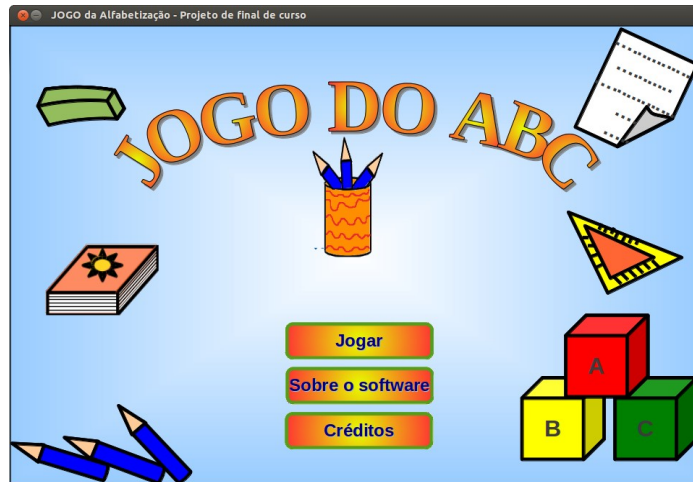 JOGO da Alfabetização - Projeto de final de curso
JOGO DO ABC
Jogar
Sobre o software
Créditos
A
B
C